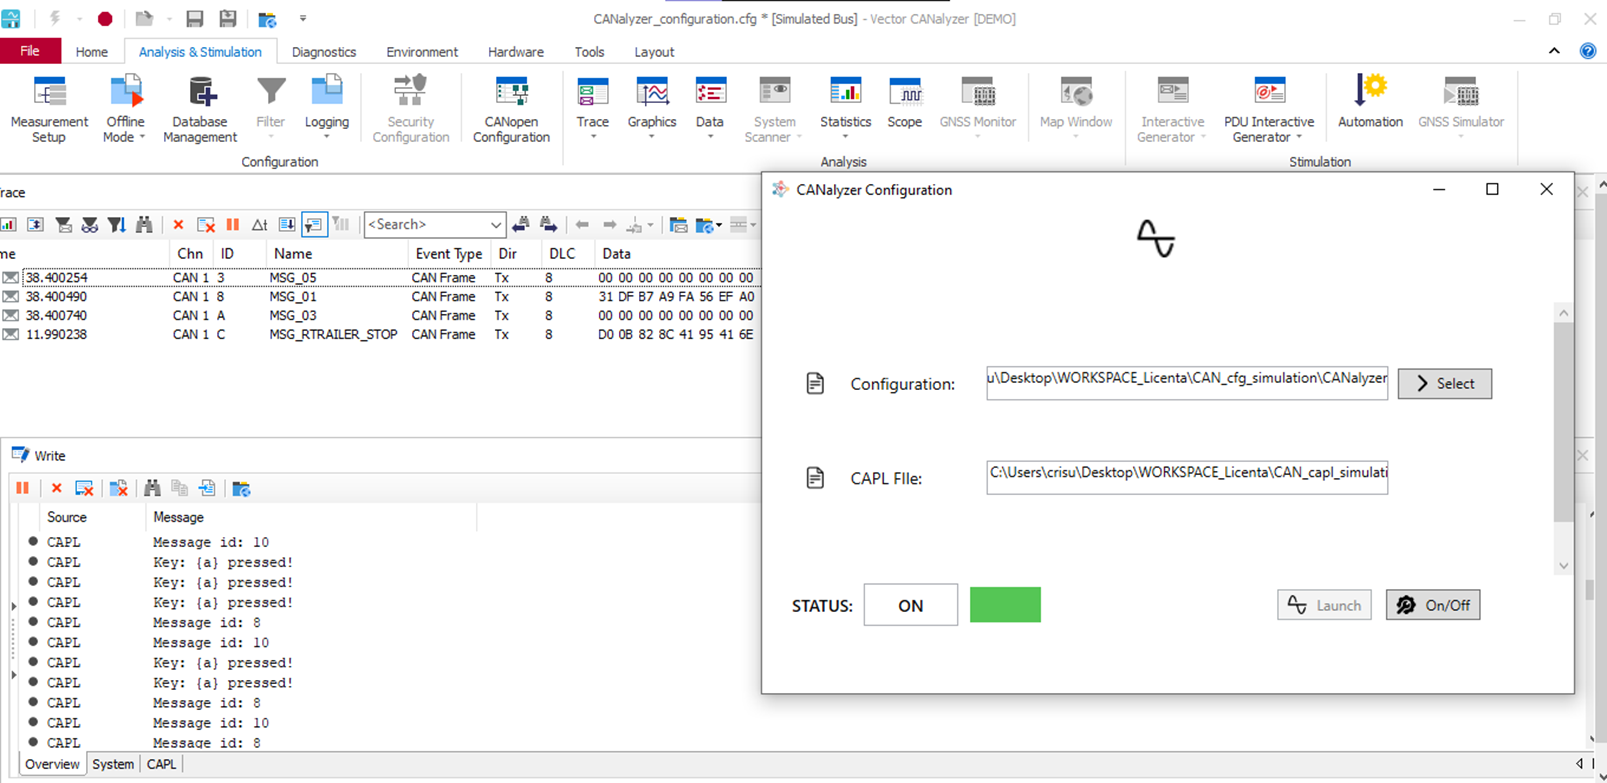 CANalyzer_configuration.cfg * [Simulated Bus] - Vector CANalyzer [DEMO]
File Home Analysis & Stimulation Diagnostics Environment Hardware Tools Layout
Measurement Setup
Offline Mode
Database Management
Filter
Logging
Security Configuration
CANopen Configuration
Trace
Graphics
Data
System Scanner
Statistics
Scope
GNSS Monitor
Map Window
Interactive Generator
PDU Interactive Generator
Automation
GNSS Simulator
Configuration Analysis Stimulation
race
Δt <Search>
me Chn ID Name Event Type Dir DLC Data
38.400254 CAN 1 3 MSG_05 CAN Frame Tx 8 00 00 00 00 00 00 00 00
38.400490 CAN 1 8 MSG_01 CAN Frame Tx 8 31 DF B7 A9 FA 56 EF A0
38.400740 CAN 1 A MSG_03 CAN Frame Tx 8 00 00 00 00 00 00 00 00
11.990238 CAN 1 C MSG_RTRAILER_STOP CAN Frame Tx 8 D0 0B 82 8C 41 95 41 6E
Write
Source Message
CAPL Message id: 10
CAPL Key: {a} pressed!
CAPL Key: {a} pressed!
CAPL Key: {a} pressed!
CAPL Message id: 8
CAPL Message id: 10
CAPL Key: {a} pressed!
CAPL Key: {a} pressed!
CAPL Message id: 8
CAPL Message id: 10
CAPL Message id: 8
Overview System CAPL
CANalyzer Configuration
Configuration: u\Desktop\WORKSPACE_Licenta\CAN_cfg_simulation\CANalyzer Select
CAPL FIle: C:\Users\crisu\Desktop\WORKSPACE_Licenta\CAN_capl_simulati
STATUS: ON Launch On/Off